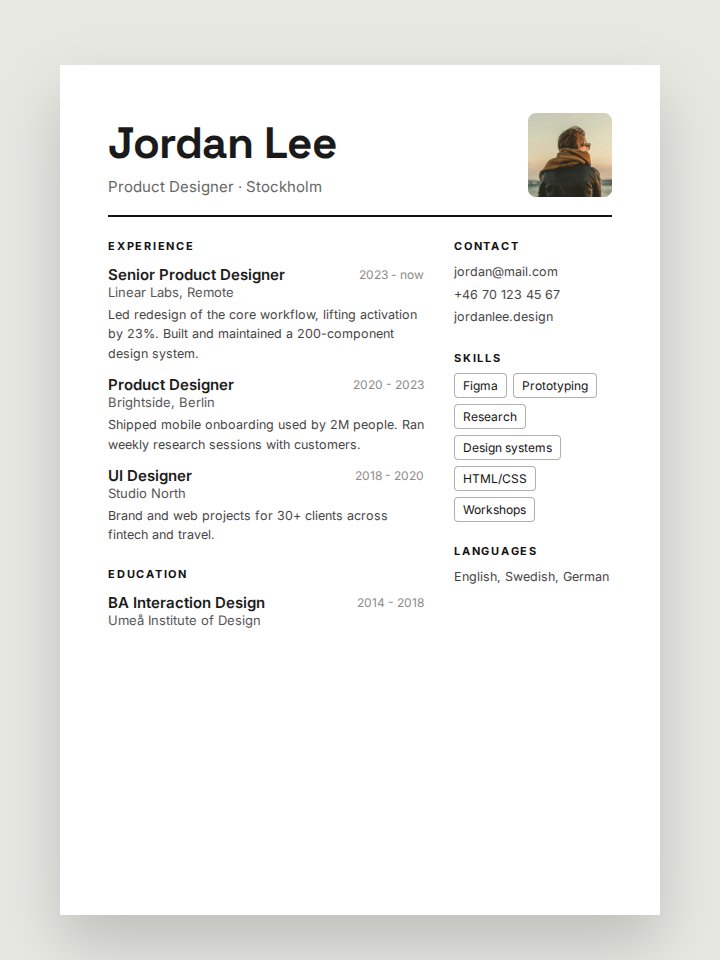 Jordan Lee
Product Designer · Stockholm
EXPERIENCE
Senior Product Designer 2023 - now
Linear Labs, Remote
Led redesign of the core workflow, lifting activation
by 23%. Built and maintained a 200-component
design system.
Product Designer 2020 - 2023
Brightside, Berlin
Shipped mobile onboarding used by 2M people. Ran
weekly research sessions with customers.
UI Designer 2018 - 2020
Studio North
Brand and web projects for 30+ clients across
fintech and travel.
EDUCATION
BA Interaction Design 2014 - 2018
Umeå Institute of Design
CONTACT
jordan@mail.com
+46 70 123 45 67
jordanlee.design
SKILLS
Figma Prototyping
Research
Design systems
HTML/CSS
Workshops
LANGUAGES
English, Swedish, German